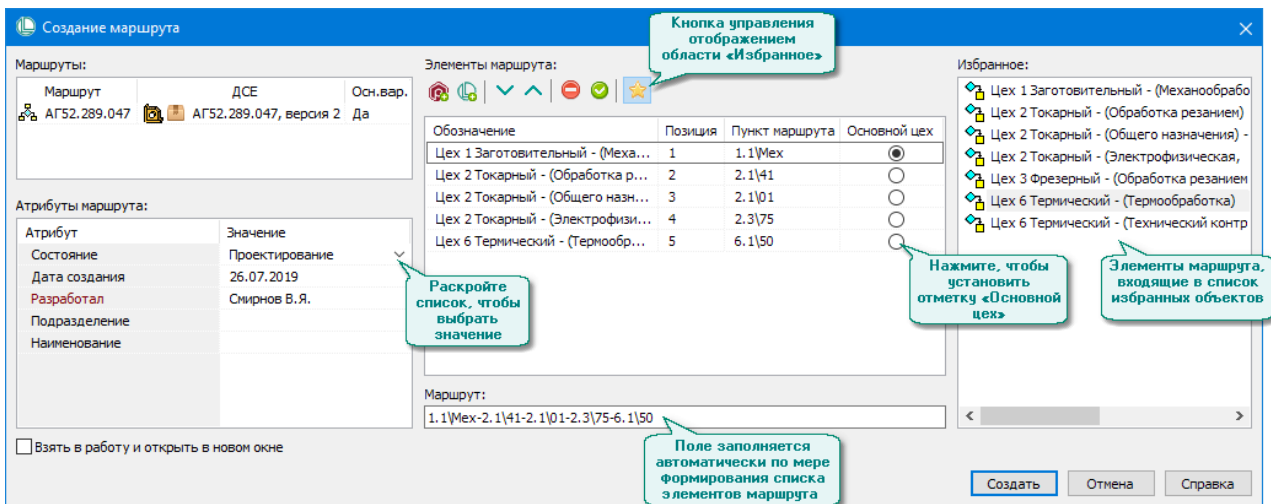 Создание маршрута
Кнопка управления
отображением
области «Избранное»
Маршруты:
Маршрут ДСЕ Осн.вар.
АГ52.289.047 АГ52.289.047, версия 2 Да
Атрибуты маршрута:
Атрибут Значение
Состояние Проектирование
Дата создания 26.07.2019
Разработал Смирнов В.Я.
Подразделение
Наименование
Раскройте
список, чтобы
выбрать
значение
Взять в работу и открыть в новом окне
Элементы маршрута:
Обозначение Позиция Пункт маршрута Основной цех
Цех 1 Заготовительный - (Меха... 1 1.1\Мех
Цех 2 Токарный - (Обработка р... 2 2.1\41
Цех 2 Токарный - (Общего назн... 3 2.1\01
Цех 2 Токарный - (Электрофизи... 4 2.3\75
Цех 6 Термический - (Термообр... 5 6.1\50
Нажмите, чтобы
установить
отметку «Основной
цех»
Маршрут:
1.1\Мех-2.1\41-2.1\01-2.3\75-6.1\50
Поле заполняется
автоматически по мере
формирования списка
элементов маршрута
Избранное:
Цех 1 Заготовительный - (Механообрабо
Цех 2 Токарный - (Обработка резанием)
Цех 2 Токарный - (Общего назначения) -
Цех 2 Токарный - (Электрофизическая,
Цех 3 Фрезерный - (Обработка резанием
Цех 6 Термический - (Термообработка)
Цех 6 Термический - (Технический контр
Элементы маршрута,
входящие в список
избранных объектов
Создать Отмена Справка